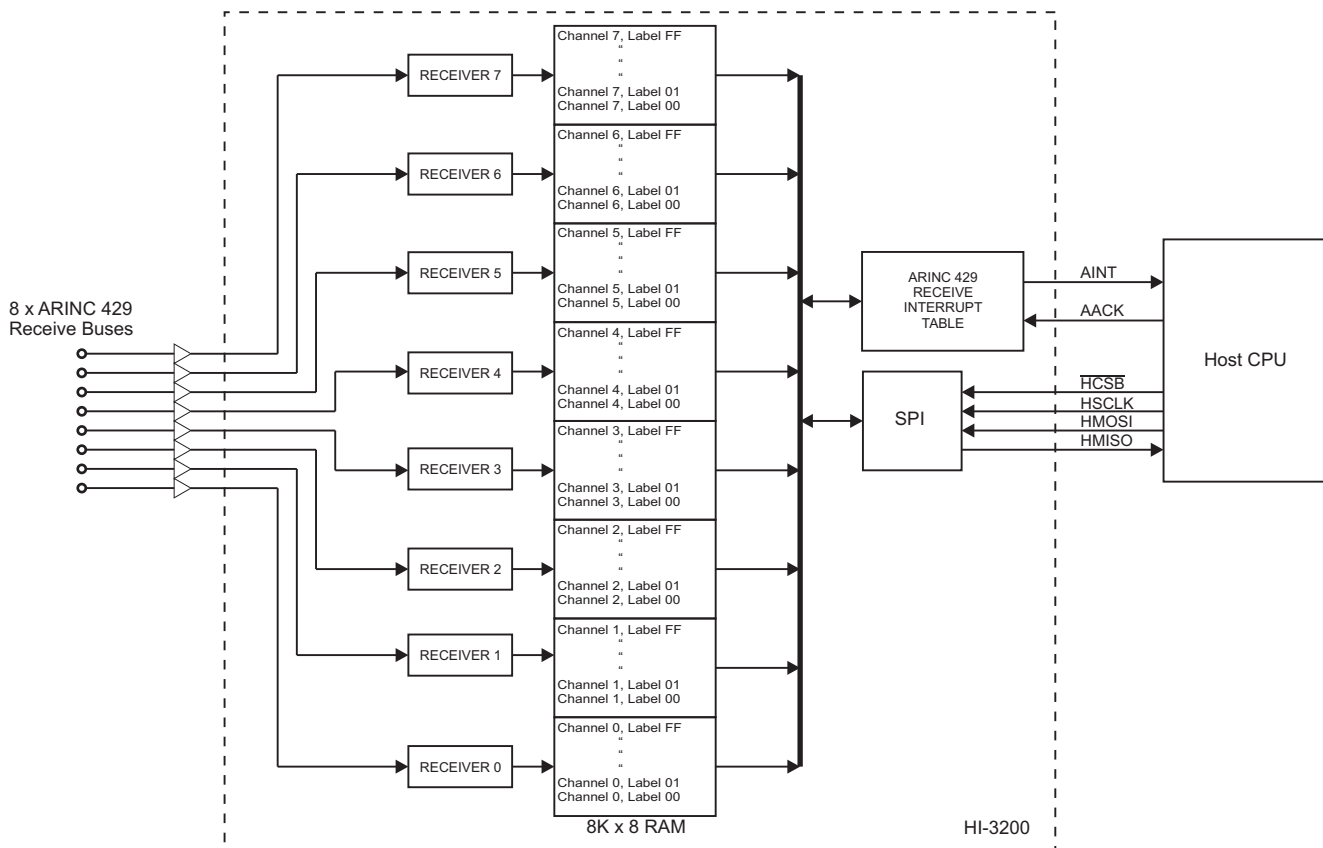 8 x ARINC 429
Receive Buses
RECEIVER 7
RECEIVER 6
RECEIVER 5
RECEIVER 4
RECEIVER 3
RECEIVER 2
RECEIVER 1
RECEIVER 0
Channel 7, Label FF
“
“
“
Channel 7, Label 01
Channel 7, Label 00
Channel 6, Label FF
“
“
“
Channel 6, Label 01
Channel 6, Label 00
Channel 5, Label FF
“
“
“
Channel 5, Label 01
Channel 5, Label 00
Channel 4, Label FF
“
“
“
Channel 4, Label 01
Channel 4, Label 00
Channel 3, Label FF
“
“
“
Channel 3, Label 01
Channel 3, Label 00
Channel 2, Label FF
“
“
“
Channel 2, Label 01
Channel 2, Label 00
Channel 1, Label FF
“
“
“
Channel 1, Label 01
Channel 1, Label 00
Channel 0, Label FF
“
“
“
Channel 0, Label 01
Channel 0, Label 00
8K x 8 RAM
ARINC 429
RECEIVE
INTERRUPT
TABLE
SPI
HI-3200
AINT
AACK
HCSB
HSCLK
HMOSI
HMISO
Host CPU